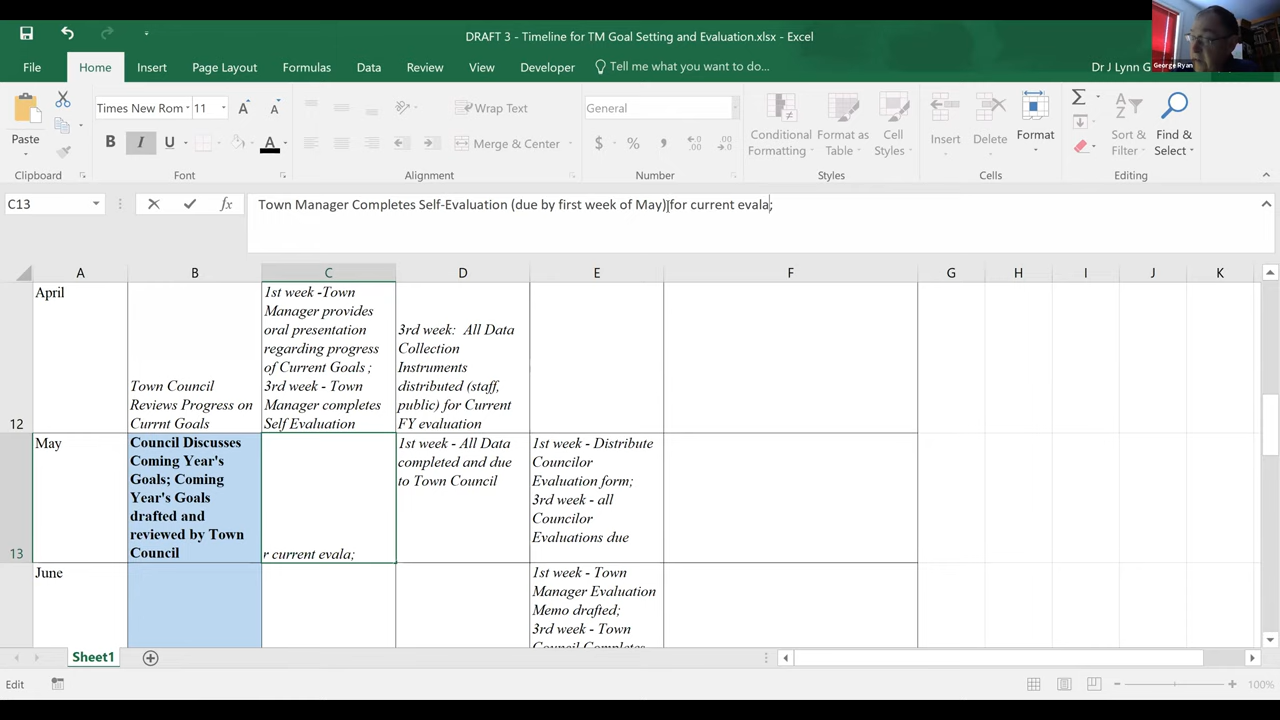 DRAFT 3 - Timeline for TM Goal Setting and Evaluation.xlsx - Excel
George Ryan
File Home Insert Page Layout Formulas Data Review View Developer Tell me what you want to do... Dr J Lynn G
Times New Rom 11 Wrap Text General
Paste B I U Merge & Center $ % Conditional Formatting Format as Table Cell Styles Insert Delete Format Sort & Filter Find & Select
Clipboard Font Alignment Number Styles Cells Editing
C13 fx Town Manager Completes Self-Evaluation (due by first week of May)for current evala;
A B C D E F G H I J K
12
April
Town Council
Reviews Progress on
Currnt Goals
1st week -Town
Manager provides
oral presentation
regarding progress
of Current Goals ;
3rd week - Town
Manager completes
Self Evaluation
3rd week: All Data
Collection
Instruments
distributed (staff,
public) for Current
FY evaluation
13
May
Council Discusses
Coming Year's
Goals; Coming
Year's Goals
drafted and
reviewed by Town
Council
r current evala;
1st week - All Data
completed and due
to Town Council
1st week - Distribute
Councilor
Evaluation form;
3rd week - all
Councilor
Evaluations due
June
1st week - Town
Manager Evaluation
Memo drafted;
3rd week - Town
Council Completes
Sheet1
Edit 100%